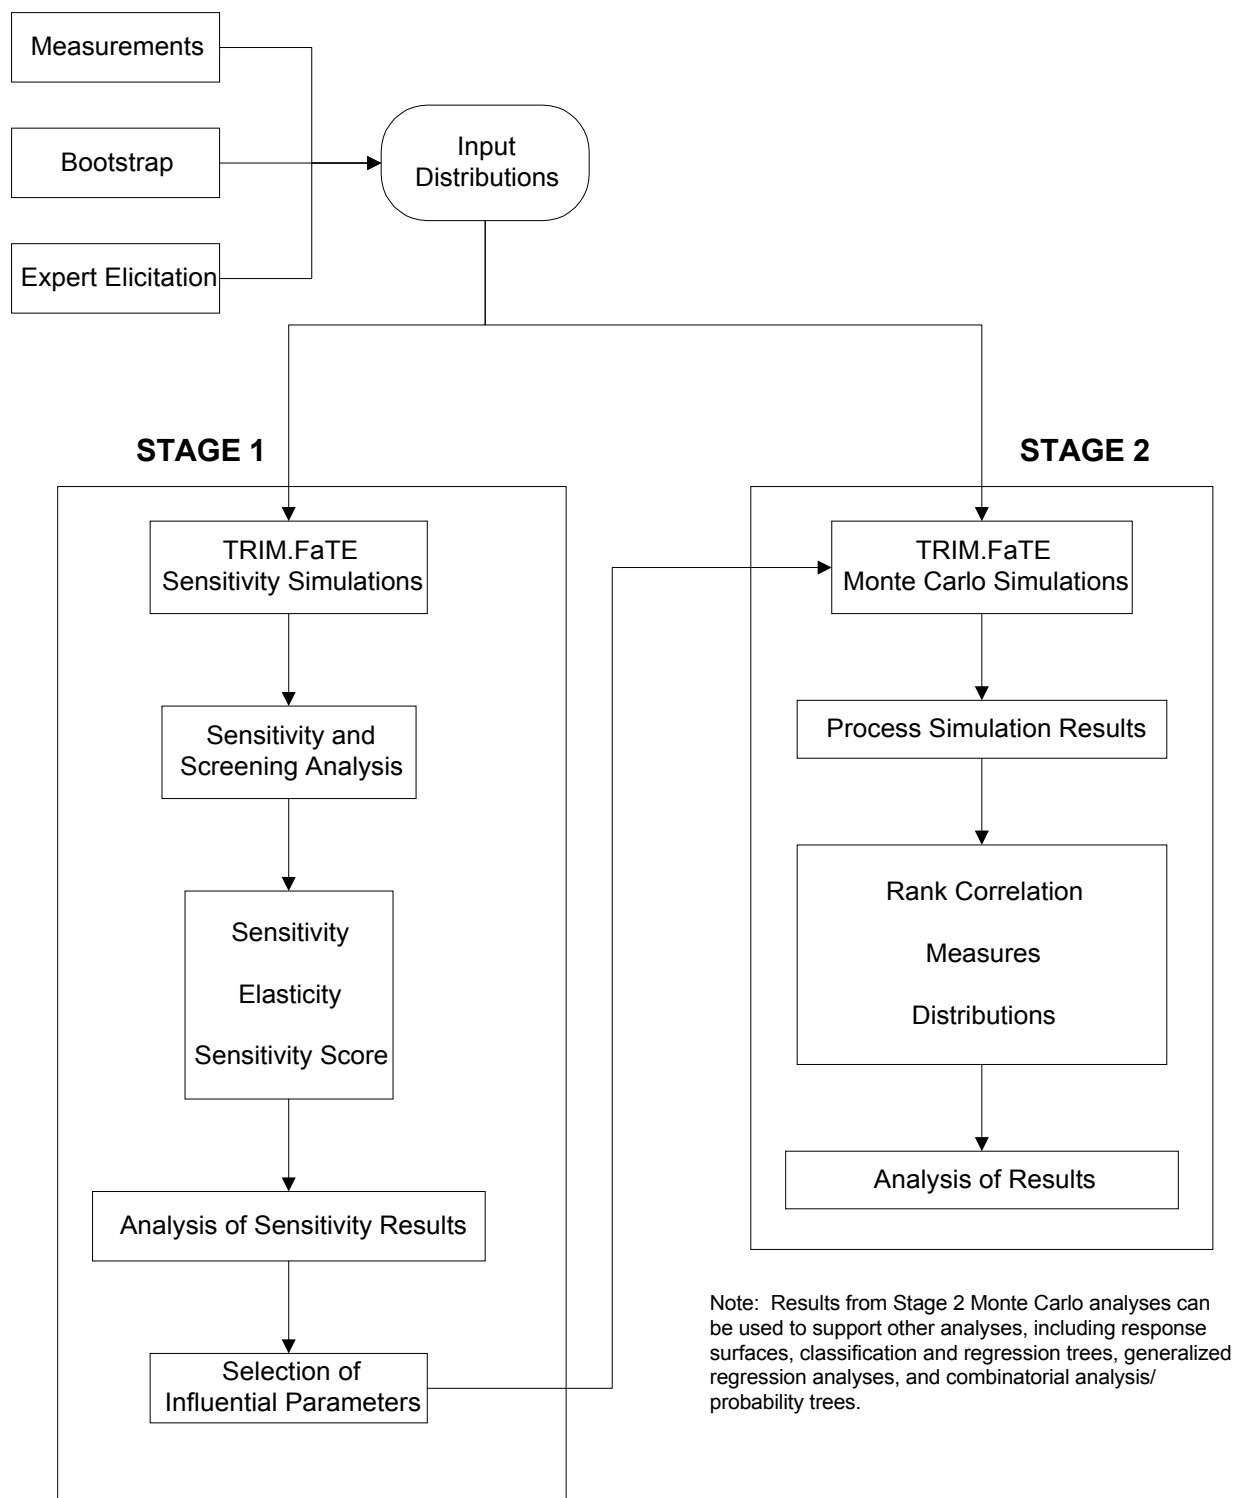 Measurements
Bootstrap
Expert Elicitation
Input
Distributions
STAGE 1
TRIM.FaTE
Sensitivity Simulations
Sensitivity and
Screening Analysis
Sensitivity
Elasticity
Sensitivity Score
Analysis of Sensitivity Results
Selection of
Influential Parameters
STAGE 2
TRIM.FaTE
Monte Carlo Simulations
Process Simulation Results
Rank Correlation
Measures
Distributions
Analysis of Results
Note: Results from Stage 2 Monte Carlo analyses can
be used to support other analyses, including response
surfaces, classification and regression trees, generalized
regression analyses, and combinatorial analysis/
probability trees.